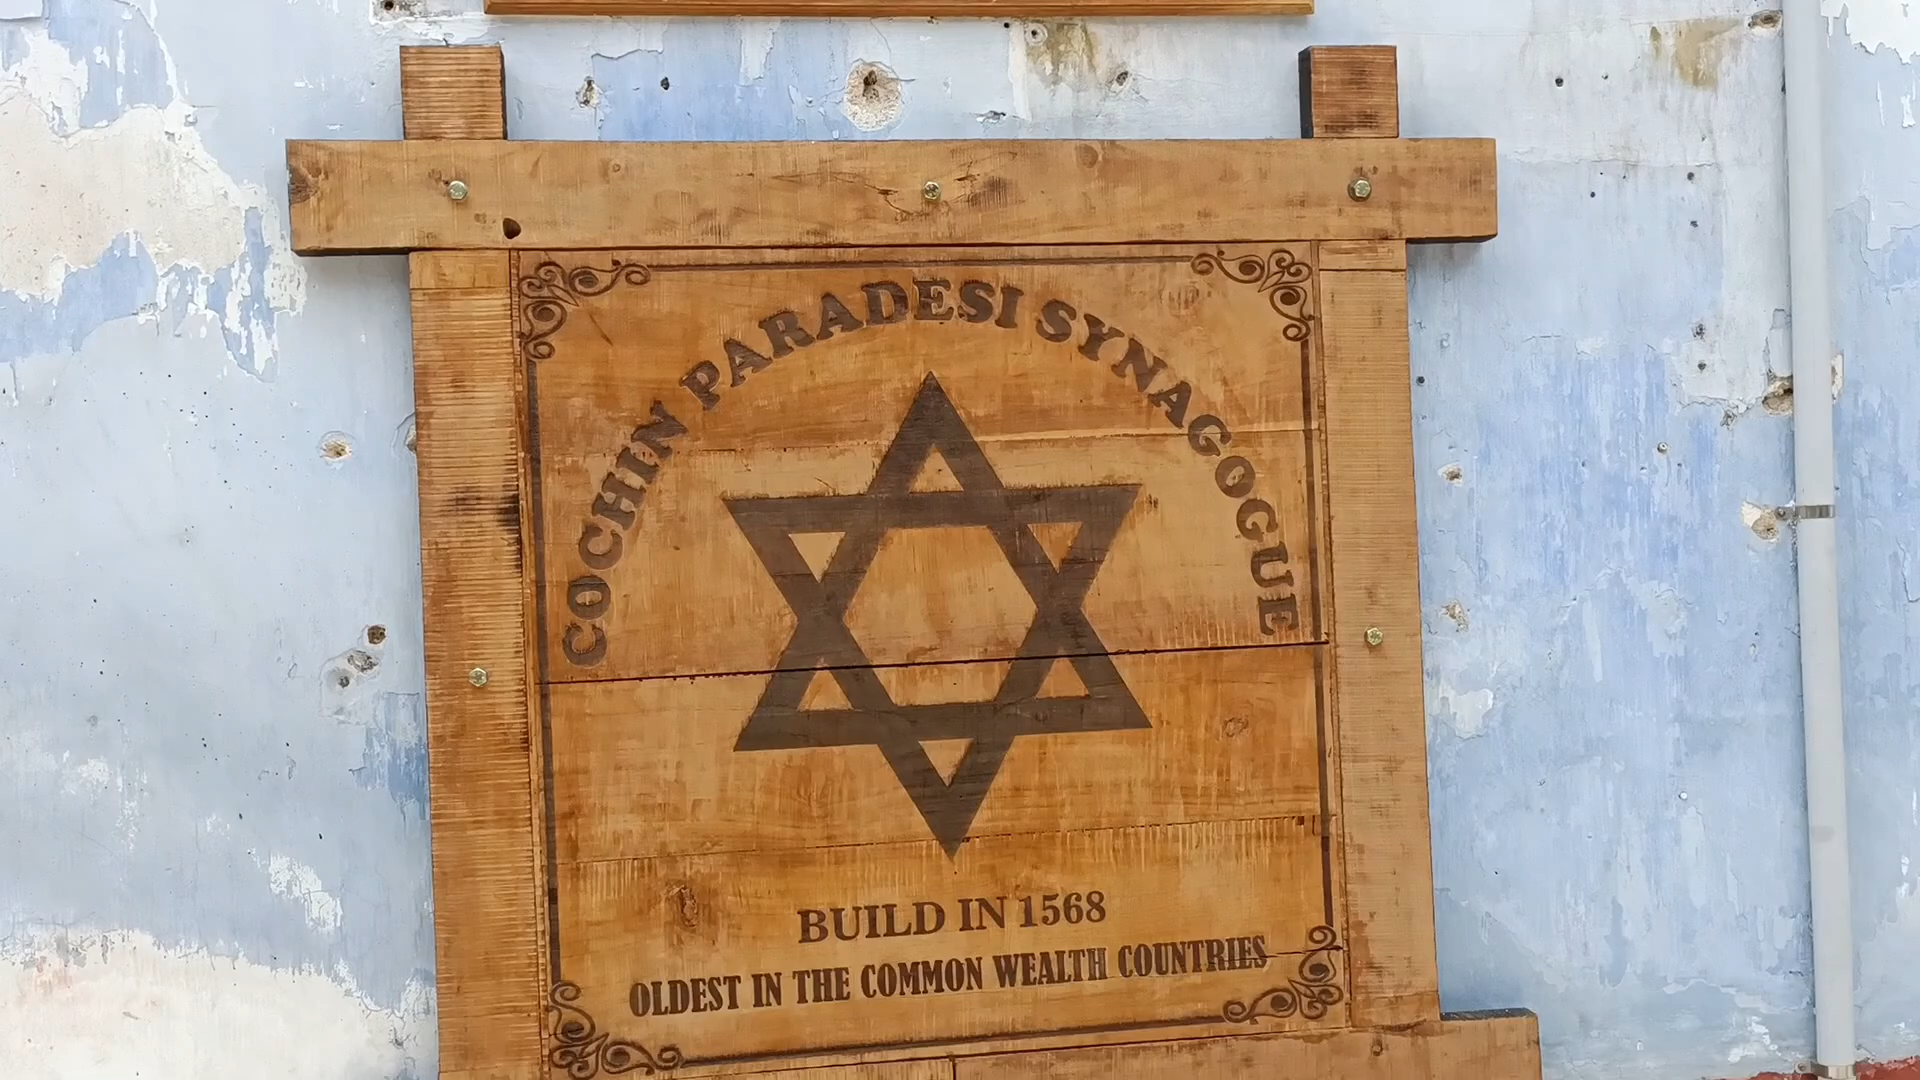 COCHIN PARADESI SYNAGOGUE
BUILD IN 1568
OLDEST IN THE COMMON WEALTH COUNTRIES